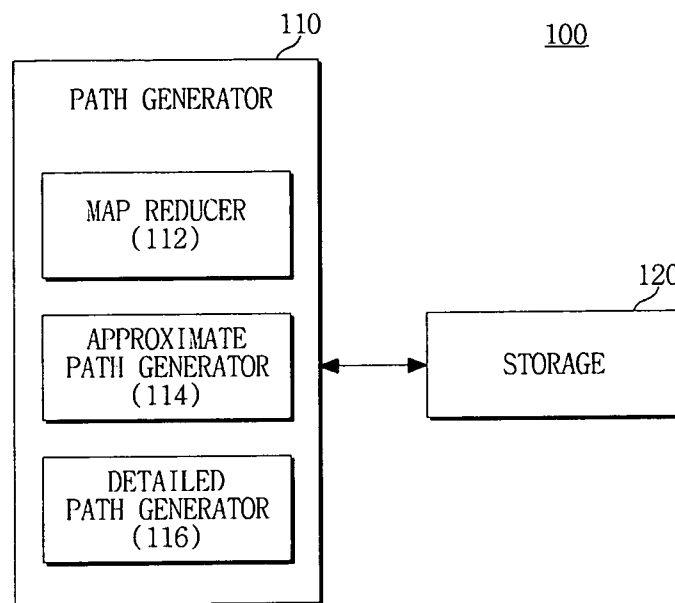 110
100
PATH GENERATOR
MAP REDUCER
(112)
APPROXIMATE
PATH GENERATOR
(114)
DETAILED
PATH GENERATOR
(116)
120
STORAGE